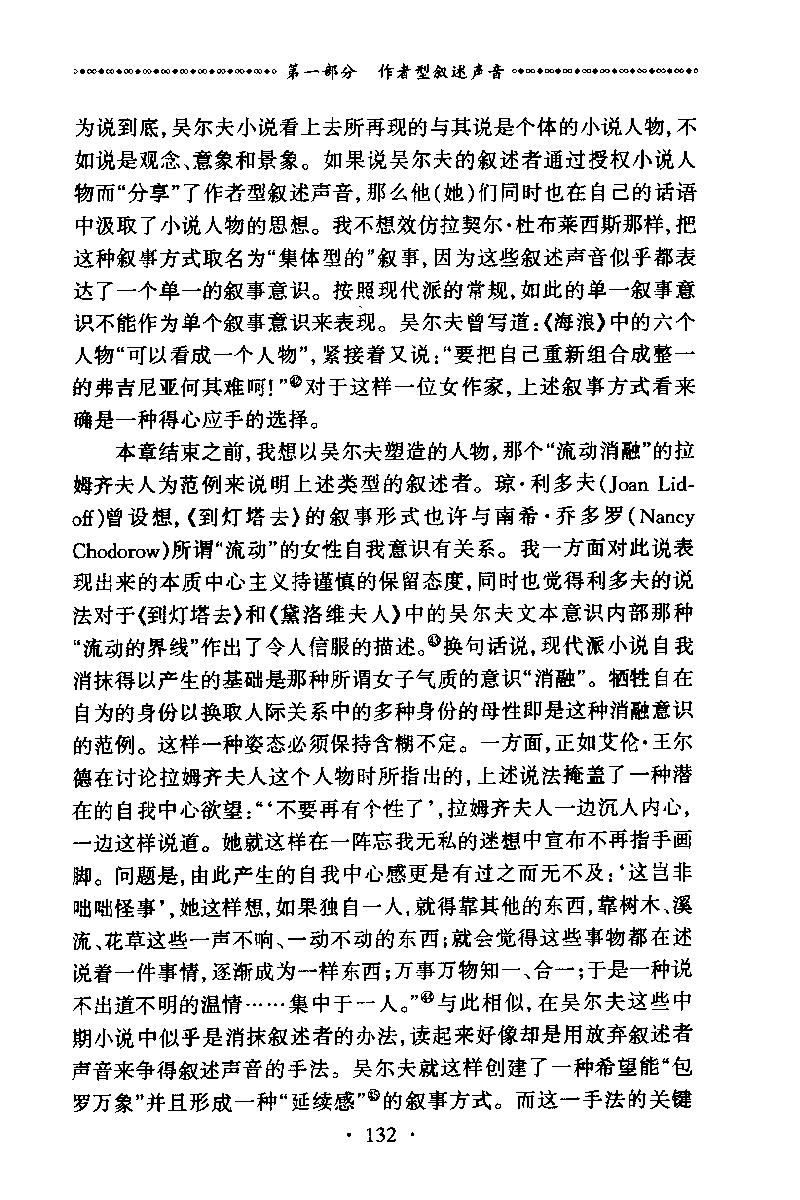 第一部分 作者型叙述声音
为说到底,吴尔夫小说看上去所再现的与其说是个体的小说人物,不
如说是观念、意象和景象。如果说吴尔夫的叙述者通过授权小说人
物而“分享”了作者型叙述声音,那么他(她)们同时也在自己的话语
中汲取了小说人物的思想。我不想效仿拉契尔·杜布莱西斯那样,把
这种叙事方式取名为“集体型的”叙事,因为这些叙述声音似乎都表
达了一个单一的叙事意识。按照现代派的常规,如此的单一叙事意
识不能作为单个叙事意识来表现。吴尔夫曾写道:《海浪》中的六个
人物“可以看成一个人物”,紧接着又说:“要把自己重新组合成整一
的弗吉尼亚何其难呵!”㊷对于这样一位女作家,上述叙事方式看来
确是一种得心应手的选择。
本章结束之前,我想以吴尔夫塑造的人物,那个“流动消融”的拉
姆齐夫人为范例来说明上述类型的叙述者。琼·利多夫(Joan Lid-
off)曾设想,《到灯塔去》的叙事形式也许与南希·乔多罗(Nancy
Chodorow)所谓“流动”的女性自我意识有关系。我一方面对此说表
现出来的本质中心主义持谨慎的保留态度,同时也觉得利多夫的说
法对于《到灯塔去》和《黛洛维夫人》中的吴尔夫文本意识内部那种
“流动的界线”作出了令人信服的描述。㊸换句话说,现代派小说自我
消抹得以产生的基础是那种所谓女子气质的意识“消融”。牺牲自在
自为的身份以换取人际关系中的多种身份的母性即是这种消融意识
的范例。这样一种姿态必须保持含糊不定。一方面,正如艾伦·王尔
德在讨论拉姆齐夫人这个人物时所指出的,上述说法掩盖了一种潜
在的自我中心欲望:“‘不要再有个性了’,拉姆齐夫人一边沉人内心,
一边这样说道。她就这样在一阵忘我无私的迷想中宣布不再指手画
脚。问题是,由此产生的自我中心感更是有过之而无不及:‘这岂非
咄咄怪事’,她这样想,如果独自一人,就得靠其他的东西,靠树木、溪
流、花草这些一声不响、一动不动的东西;就会觉得这些事物都在述
说着一件事情,逐渐成为一样东西;万事万物知一、合一;于是一种说
不出道不明的温情……集中于一人。”㊹与此相似,在吴尔夫这些中
期小说中似乎是消抹叙述者的办法,读起来好像却是用放弃叙述者
声音来争得叙述声音的手法。吴尔夫就这样创建了一种希望能“包
罗万象”并且形成一种“延续感”㊺的叙事方式。而这一手法的关键
· 132 ·